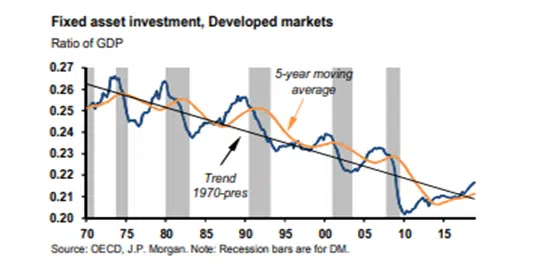 Fixed asset investment, Developed markets
Ratio of GDP
0.27
0.26
0.25
0.24
0.23
0.22
0.21
0.20
5-year moving
average
Trend
1970-pres
70 75 80 85 90 95 00 05 10 15
Source: OECD, J.P. Morgan. Note: Recession bars are for DM.